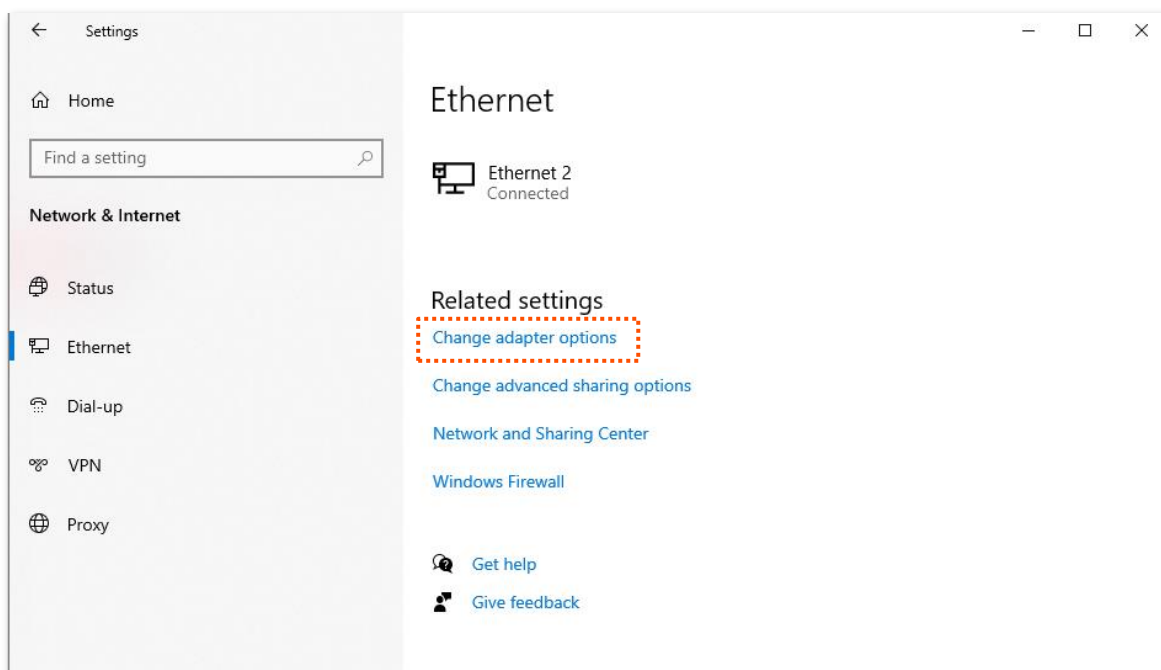 Settings
Home
Find a setting
Network & Internet
Status
Ethernet
Dial-up
VPN
Proxy
Ethernet
Ethernet 2
Connected
Related settings
Change adapter options
Change advanced sharing options
Network and Sharing Center
Windows Firewall
Get help
Give feedback